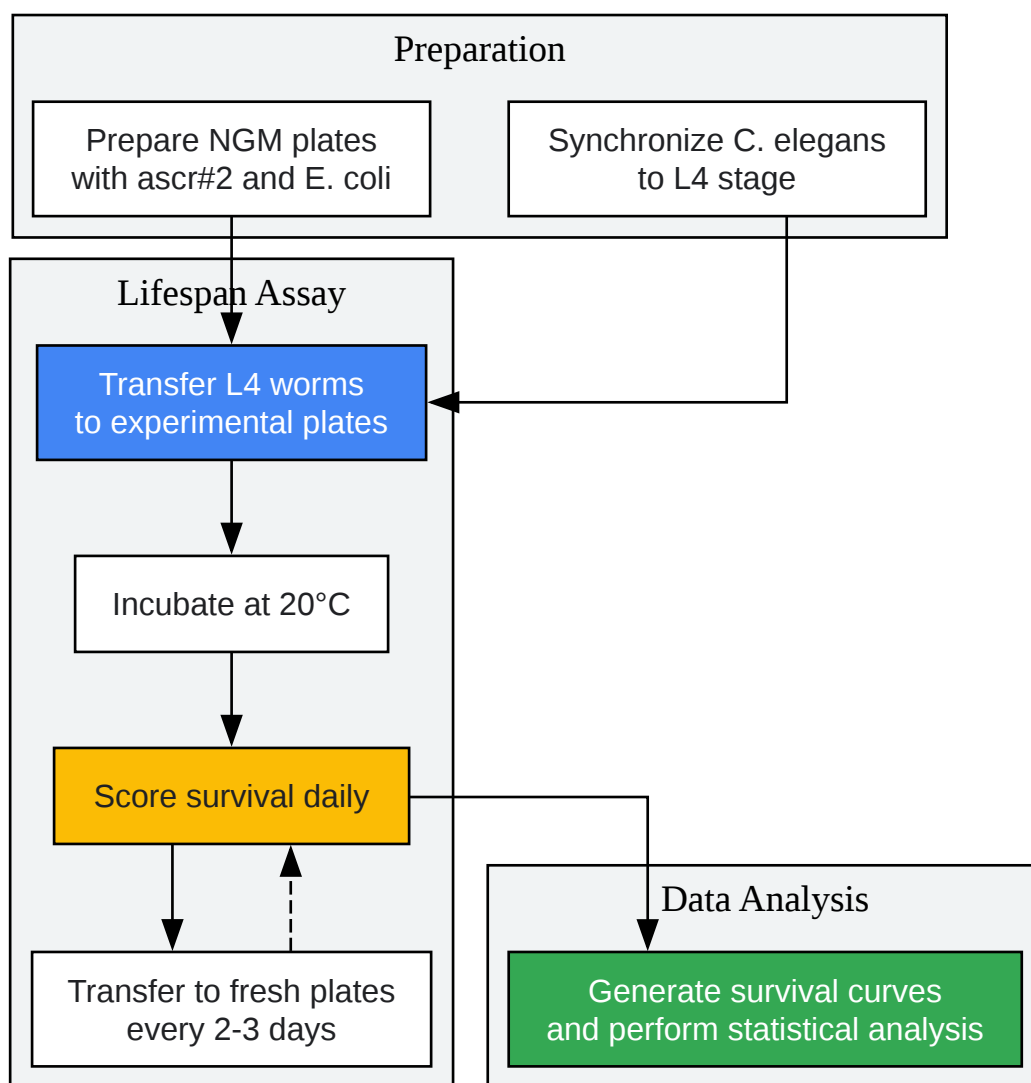 Preparation
Prepare NGM plates
with ascr#2 and E. coli
Synchronize C. elegans
to L4 stage
Lifespan Assay
Transfer L4 worms
to experimental plates
Incubate at 20°C
Score survival daily
Transfer to fresh plates
every 2-3 days
Data Analysis
Generate survival curves
and perform statistical analysis